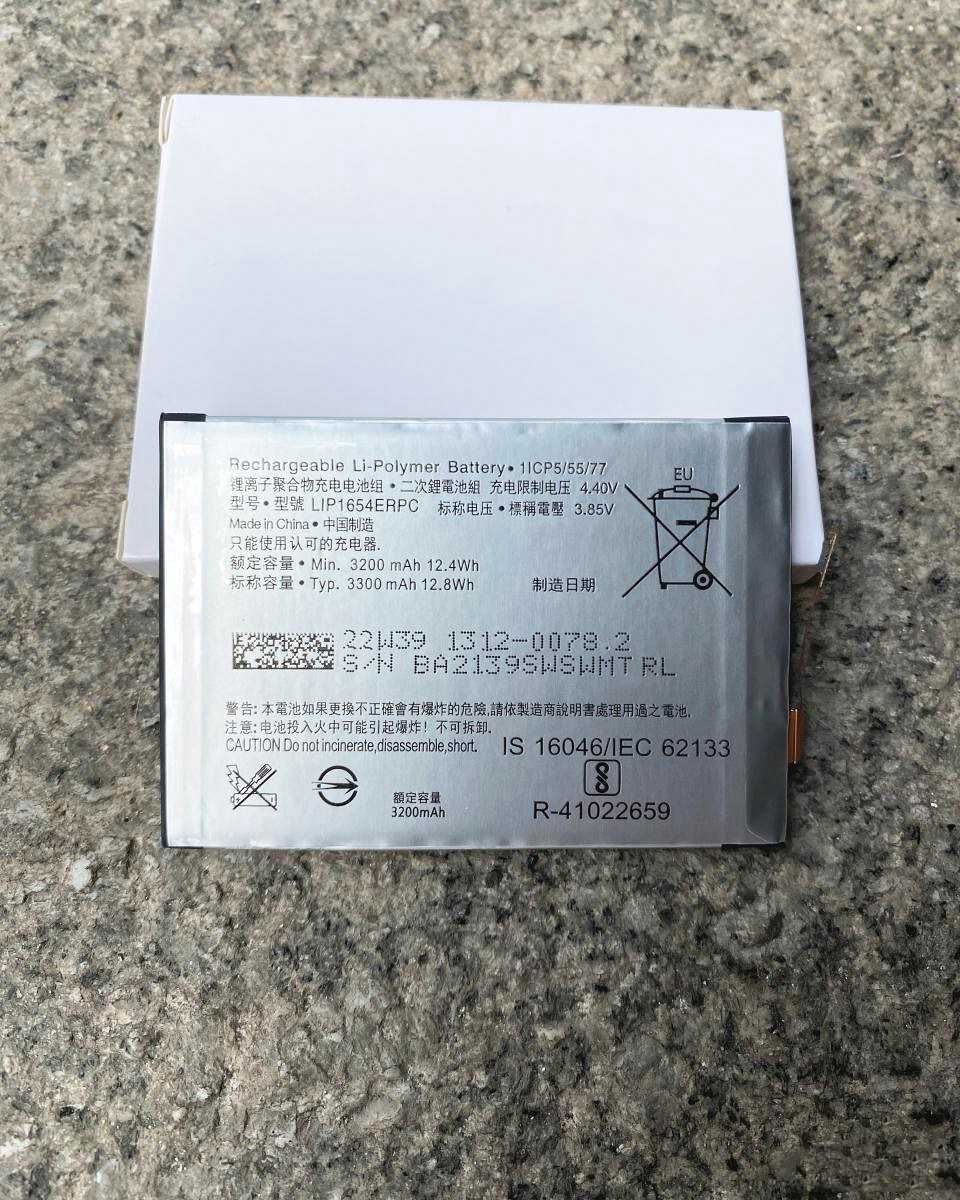 Rechargeable Li-Polymer Battery • 1ICP5/55/77
锂离子聚合物充电电池组 • 二次鋰電池組 充电限制电压 4.40V
型号 • 型號 LIP1654ERPC 标称电压 • 標稱電壓 3.85V
Made in China • 中国制造
只能使用认可的充电器.
额定容量 • Min. 3200 mAh 12.4Wh
标称容量 • Typ. 3300 mAh 12.8Wh 制造日期
EU
22W39 1312-0078.2
S/N BA2139SWSWMTRL
警告: 本電池如果更換不正確會有爆炸的危險,請依製造商說明書處理用過之電池.
注意: 电池投入火中可能引起爆炸! 不可拆卸.
CAUTION Do not incinerate,disassemble,short. IS 16046/IEC 62133
額定容量
3200mAh
R-41022659